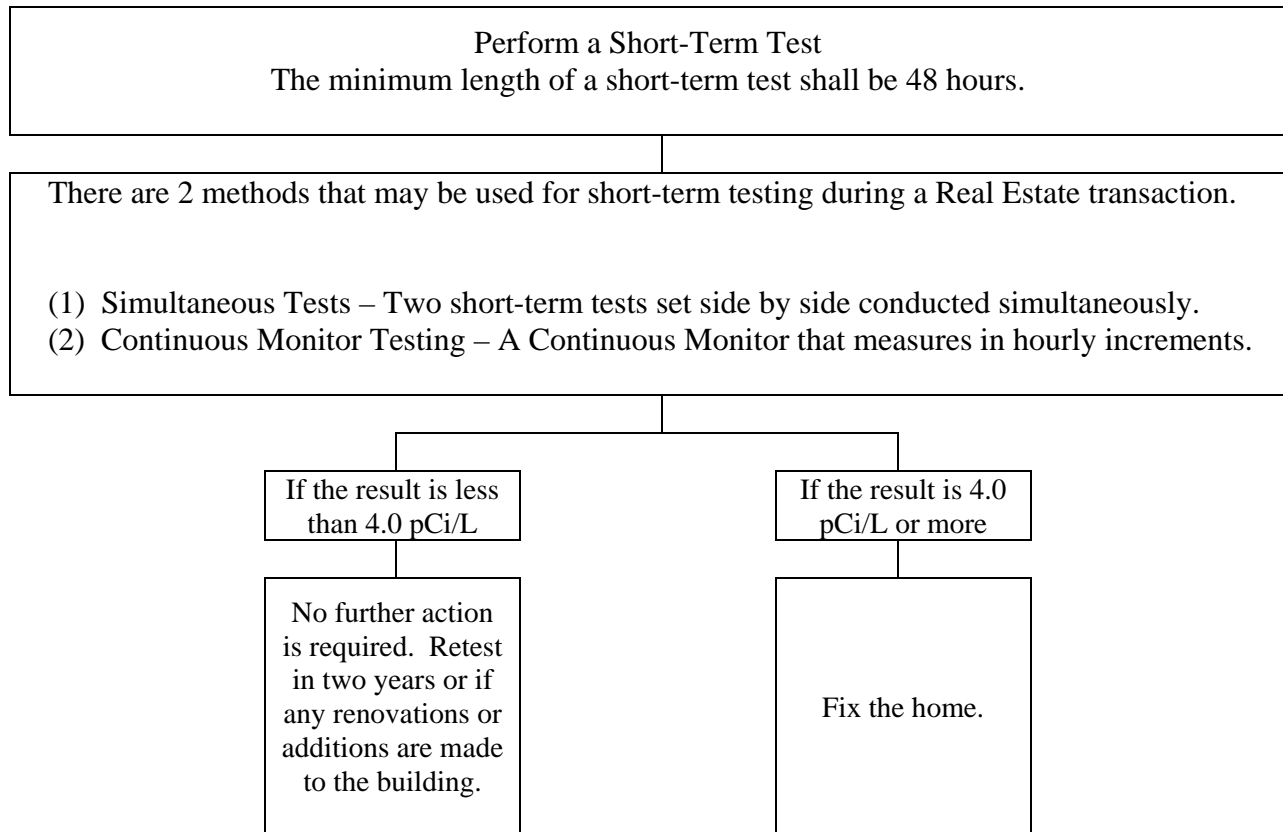 Perform a Short-Term Test
The minimum length of a short-term test shall be 48 hours.
There are 2 methods that may be used for short-term testing during a Real Estate transaction.
(1) Simultaneous Tests – Two short-term tests set side by side conducted simultaneously.
(2) Continuous Monitor Testing – A Continuous Monitor that measures in hourly increments.
If the result is less
than 4.0 pCi/L
If the result is 4.0
pCi/L or more
No further action
is required. Retest
in two years or if
any renovations or
additions are made
to the building.
Fix the home.